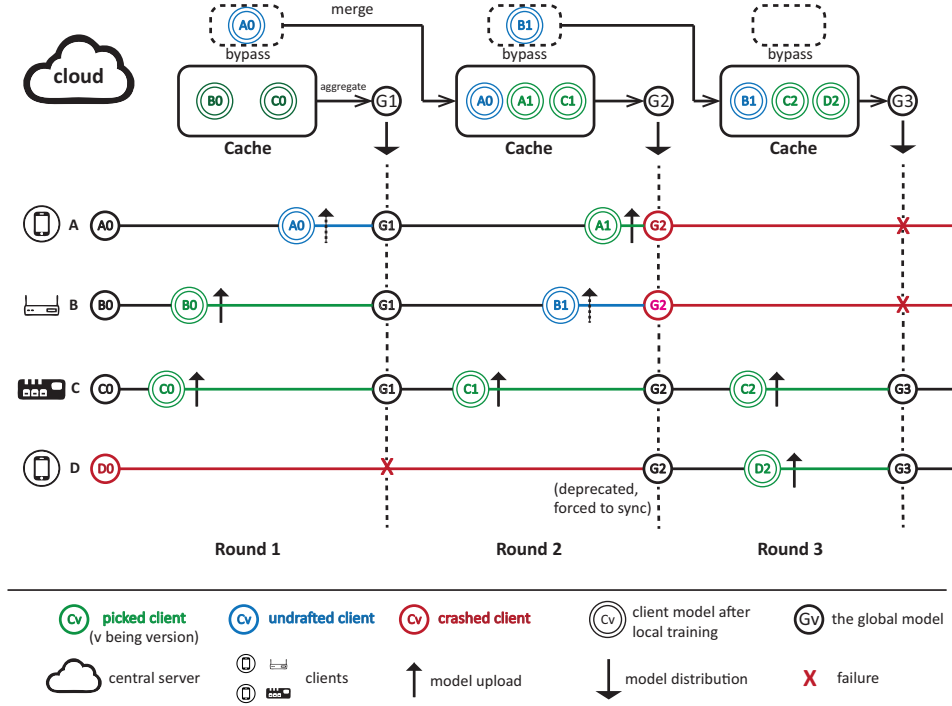 A0
merge
B1
bypass
bypass
bypass
cloud
B0
C0
aggregate
G1
A0
A1
C1
G2
B1
C2
D2
G3
Cache
Cache
Cache
A
A0
A0
G1
A1
G2
X
B
B0
B0
G1
B1
G2
X
C
C0
C0
G1
C1
G2
C2
G3
D
D0
X
G2
D2
G3
(deprecated,
forced to sync)
Round 1
Round 2
Round 3
Cv
picked client
(v being version)
Cv
undrafted client
Cv
crashed client
Cv
client model after
local training
Gv
the global model
central server
clients
model upload
model distribution
X
failure